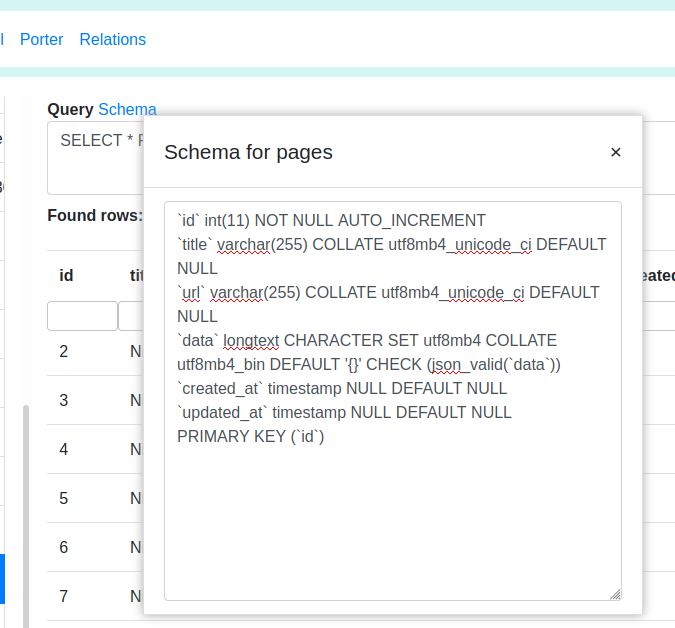 Porter Relations
Query Schema
SELECT *
Schema for pages
×
`id` int(11) NOT NULL AUTO_INCREMENT
`title` varchar(255) COLLATE utf8mb4_unicode_ci DEFAULT
NULL
`url` varchar(255) COLLATE utf8mb4_unicode_ci DEFAULT
NULL
`data` longtext CHARACTER SET utf8mb4 COLLATE
utf8mb4_bin DEFAULT '{}' CHECK (json_valid(`data`))
`created_at` timestamp NULL DEFAULT NULL
`updated_at` timestamp NULL DEFAULT NULL
PRIMARY KEY (`id`)
Found rows:
id
2
3
4
5
6
7